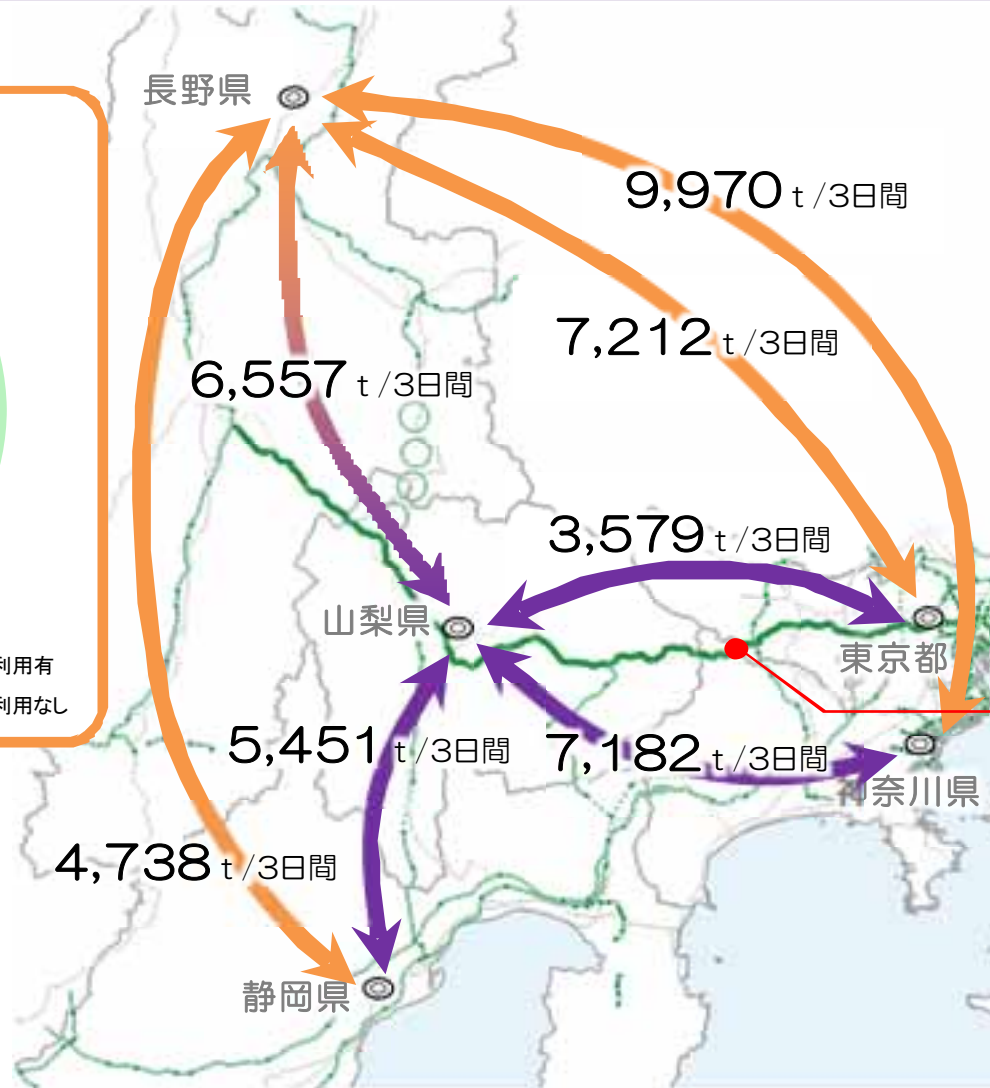 長野県
9,970 t /3日間
7,212 t /3日間
6,557 t /3日間
3,579 t /3日間
山梨県
東京都
利用有
利用なし
5,451 t /3日間
7,182 t /3日間
神奈川県
4,738 t /3日間
静岡県